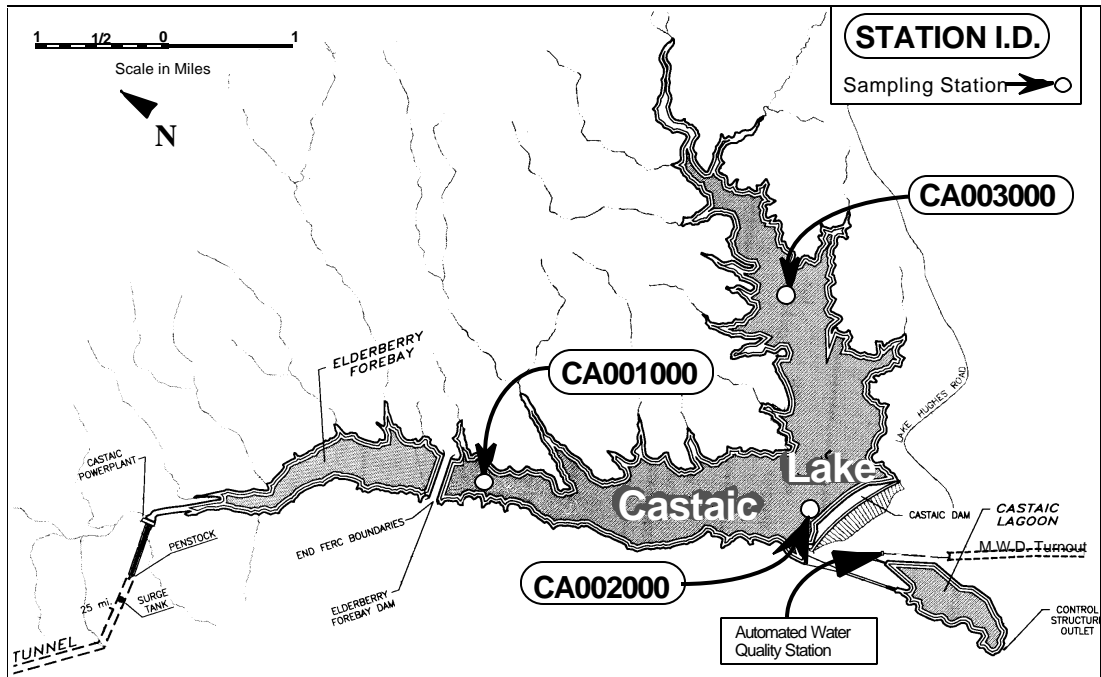 1 1/2 0 1
Scale in Miles
N
STATION I.D.
Sampling Station
CA003000
ELDERBERRY
FOREBAY
CA001000
LAKE HUGHES ROAD
CASTAIC
POWERPLANT
Lake
Castaic
CASTAIC DAM
CASTAIC
LAGOON
M.W.D. Turnout
PENSTOCK
END FERC BOUNDARIES
CA002000
25 mi.
SURGE
TANK
ELDERBERRY
FOREBAY DAM
TUNNEL
Automated Water
Quality Station
CONTROL
STRUCTURE
OUTLET